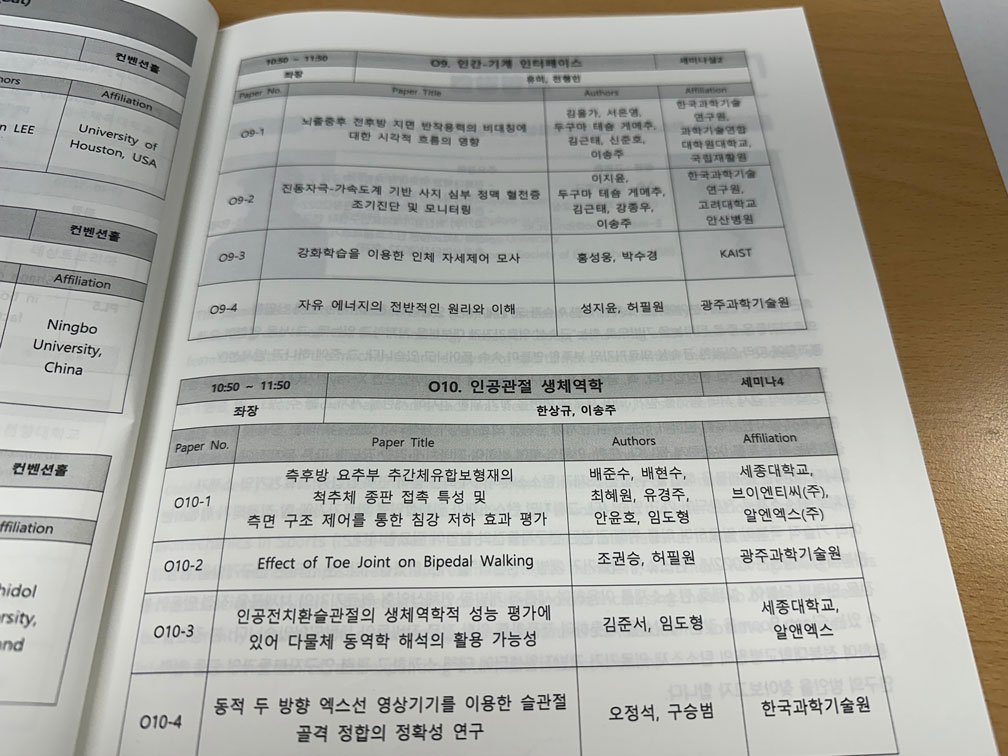 컨벤션홀
Affiliation
LEE
University of
Houston, USA
컨벤션홀
Affiliation
Ningbo
University,
China
컨벤션홀
10:50 ~ 11:50
O9. 인간-기계 인터페이스
세미나실2
좌장
Paper No.
Paper Title
Authors
Affiliation
O9-1
뇌졸중후 전후방 지면 반작용력의 비대칭에
대한 시각적 흐름의 영향
김올가, 서은영,
두구마 테슘 게메추,
김근태, 신준호,
이송주
한국과학기술
연구원,
과학기술연합
대학원대학교,
국립재활원
O9-2
진동자극-가속도계 기반 사지 심부 정맥 혈전증
조기진단 및 모니터링
이지윤,
두구마 테슘 게메추,
김근태, 강종우,
이송주
한국과학기술
연구원,
고려대학교
안산병원
O9-3
강화학습을 이용한 인체 자세제어 모사
홍성웅, 박수경
KAIST
O9-4
자유 에너지의 전반적인 원리와 이해
성지윤, 허필원
광주과학기술원
10:50 ~ 11:50
O10. 인공관절 생체역학
세미나4
좌장
한상규, 이송주
Paper No.
Paper Title
Authors
Affiliation
O10-1
측후방 요추부 추간체유합보형재의
척추체 종판 접촉 특성 및
측면 구조 제어를 통한 침강 저하 효과 평가
배준수, 배현수,
최혜원, 유경주,
안윤호, 임도형
세종대학교,
브이엔티씨(주),
알엔엑스(주)
O10-2
Effect of Toe Joint on Bipedal Walking
조권승, 허필원
광주과학기술원
O10-3
인공전치환슬관절의 생체역학적 성능 평가에
있어 다물체 동역학 해석의 활용 가능성
김준서, 임도형
세종대학교,
알앤엑스
O10-4
동적 두 방향 엑스선 영상기기를 이용한 슬관절
골격 정합의 정확성 연구
오정석, 구승범
한국과학기술원